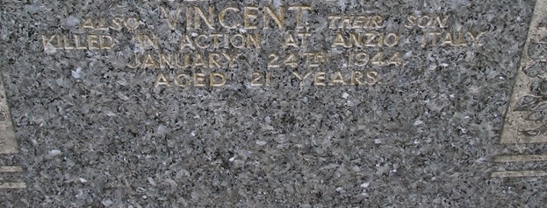 ALSO VINCENT THEIR SON
KILLED IN ACTION AT ANZIO ITALY
JANUARY 24TH 1944
AGED 21 YEARS